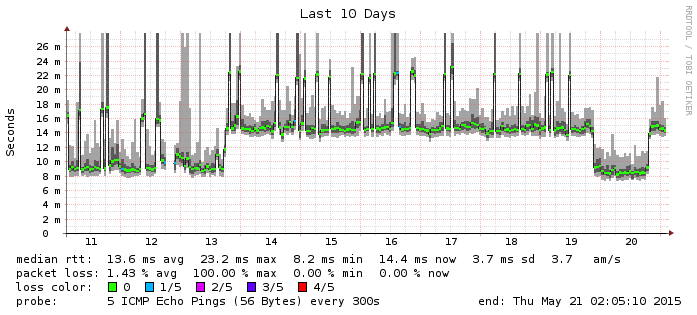 Last 10 Days
RRDTOOL / TOBI OETIKER
Seconds
26 m
24 m
22 m
20 m
18 m
16 m
14 m
12 m
10 m
8 m
6 m
4 m
2 m
0
11 12 13 14 15 16 17 18 19 20
median rtt: 13.6 ms avg 23.2 ms max 8.2 ms min 14.4 ms now 3.7 ms sd 3.7 am/s
packet loss: 1.43 % avg 100.00 % max 0.00 % min 0.00 % now
loss color: 0 1/5 2/5 3/5 4/5
probe: 5 ICMP Echo Pings (56 Bytes) every 300s end: Thu May 21 02:05:10 2015